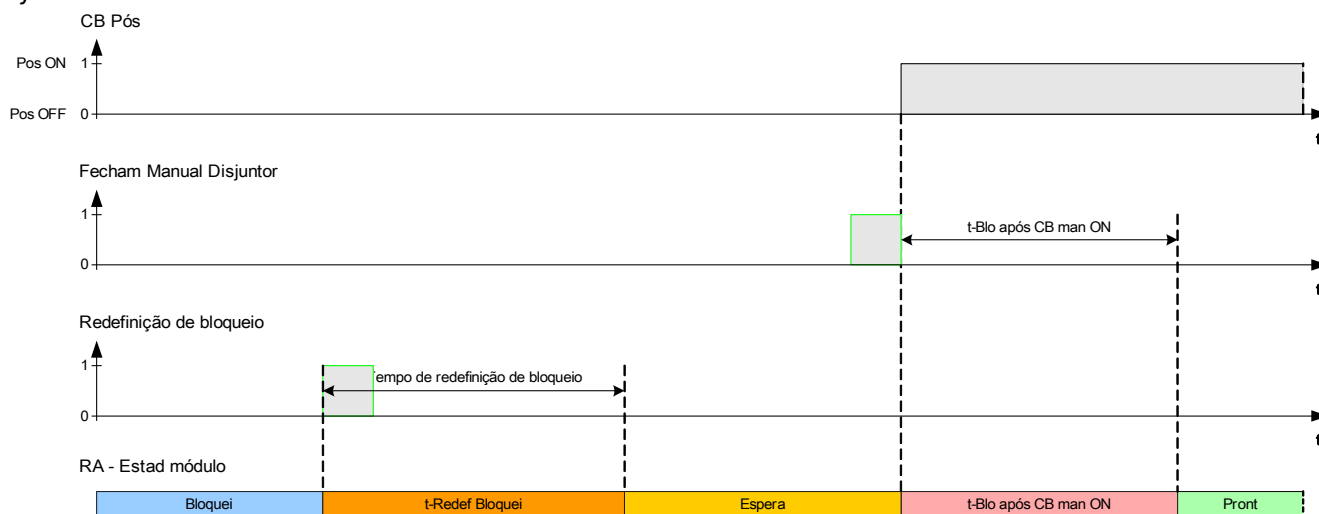 CB Pós
Pos ON 1
Pos OFF 0
t
Fecham Manual Disjuntor
1
t-Blo após CB man ON
0
t
Redefinição de bloqueio
1
empo de redefinição de bloqueio
0
t
RA - Estad módulo
Bloquei t-Redef Bloquei Espera t-Blo após CB man ON Pront